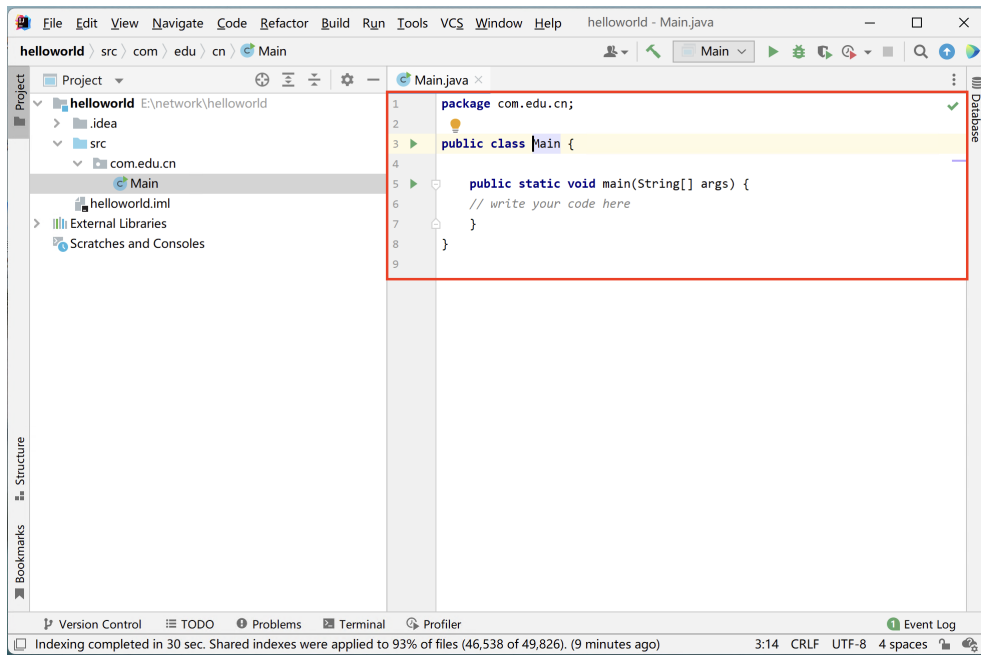 File Edit View Navigate Code Refactor Build Run Tools VCS Window Help helloworld - Main.java
helloworld src com edu cn Main
Main
Project
Project
Main.java
helloworld E:\network\helloworld
.idea
src
com.edu.cn
Main
helloworld.iml
External Libraries
Scratches and Consoles
1 package com.edu.cn;
2
3 public class Main {
4
5 public static void main(String[] args) {
6 // write your code here
7 }
8 }
9
Database
Structure
Bookmarks
Version Control TODO Problems Terminal Profiler 1 Event Log
Indexing completed in 30 sec. Shared indexes were applied to 93% of files (46,538 of 49,826). (9 minutes ago) 3:14 CRLF UTF-8 4 spaces